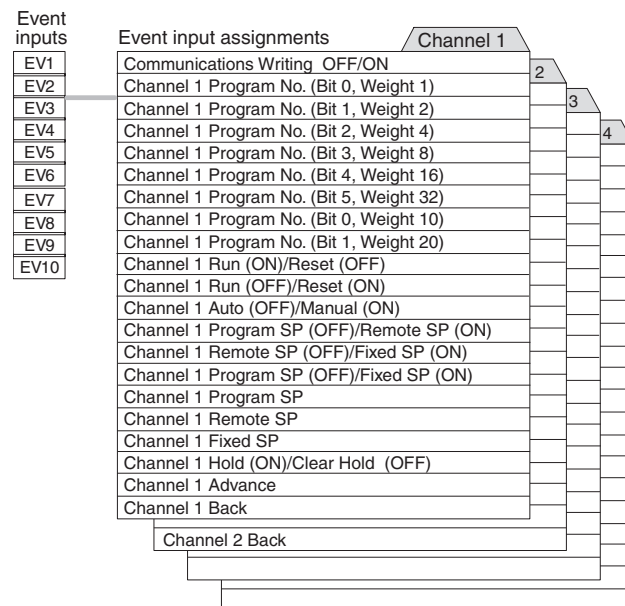 Event
inputs
EV1
EV2
EV3
EV4
EV5
EV6
EV7
EV8
EV9
EV10
Event input assignments
Channel 1
2
3
4
Communications Writing OFF/ON
Channel 1 Program No. (Bit 0, Weight 1)
Channel 1 Program No. (Bit 1, Weight 2)
Channel 1 Program No. (Bit 2, Weight 4)
Channel 1 Program No. (Bit 3, Weight 8)
Channel 1 Program No. (Bit 4, Weight 16)
Channel 1 Program No. (Bit 5, Weight 32)
Channel 1 Program No. (Bit 0, Weight 10)
Channel 1 Program No. (Bit 1, Weight 20)
Channel 1 Run (ON)/Reset (OFF)
Channel 1 Run (OFF)/Reset (ON)
Channel 1 Auto (OFF)/Manual (ON)
Channel 1 Program SP (OFF)/Remote SP (ON)
Channel 1 Remote SP (OFF)/Fixed SP (ON)
Channel 1 Program SP (OFF)/Fixed SP (ON)
Channel 1 Program SP
Channel 1 Remote SP
Channel 1 Fixed SP
Channel 1 Hold (ON)/Clear Hold (OFF)
Channel 1 Advance
Channel 1 Back
Channel 2 Back